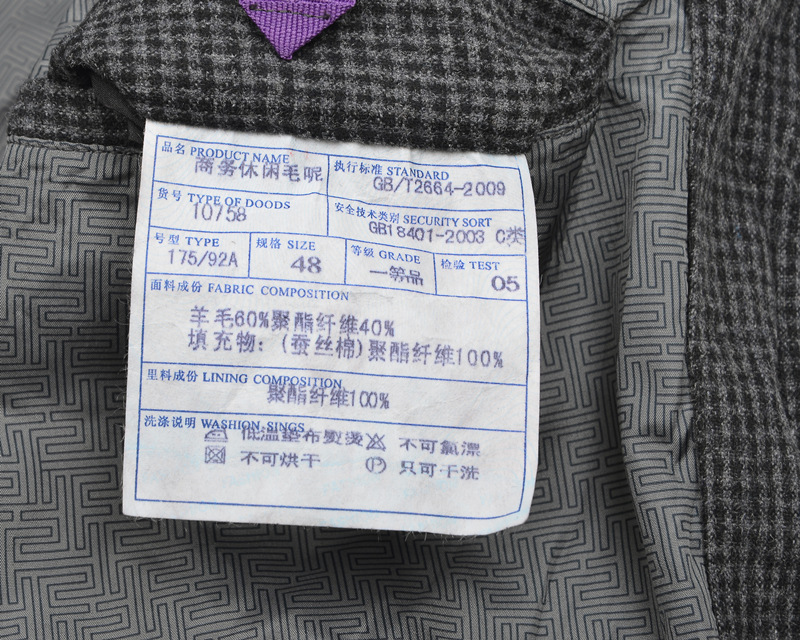 品名 PRODUCT NAME
商务休闲毛呢
执行标准 STANDARD
GB/T2664-2009
货号 TYPE OF DOODS
10758
安全技术类别 SECURITY SORT
GB18401-2003 C类
号型 TYPE
175/92A
规格 SIZE
48
等级 GRADE
一等品
检验 TEST
05
面料成份 FABRIC COMPOSITION
羊毛60%聚酯纤维40%
填充物：(蚕丝棉)聚酯纤维100%
里料成份 LINING COMPOSITION
聚酯纤维100%
洗涤说明 WASHION-SINGS
低温垫布熨烫 不可氯漂
不可烘干 P 只可干洗